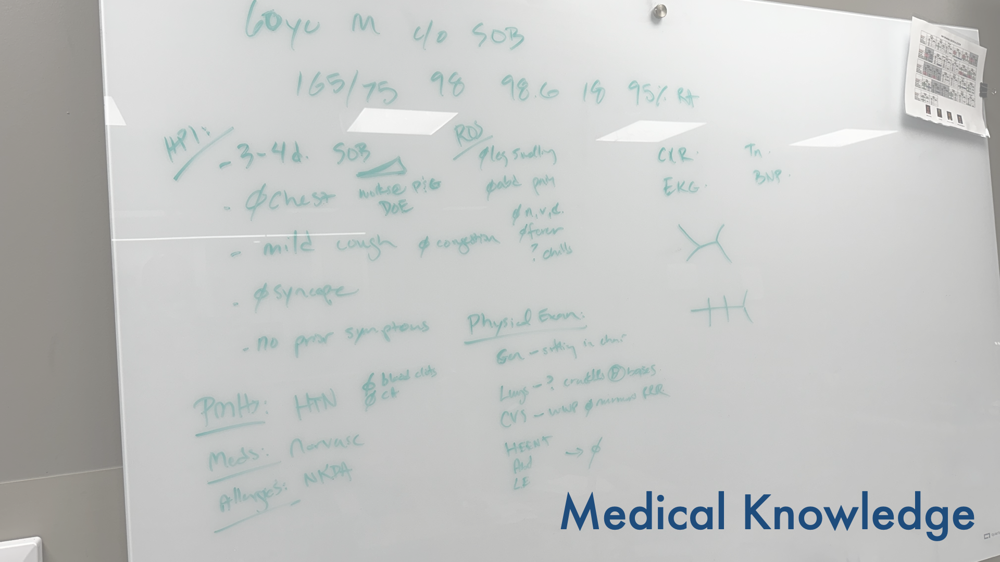 60yo M c/o SOB
165/75 98 98.6 18 95% RA
HPI:
- 3-4d. SOB
worse @ P:G
DOE
- Ø Chest
- mild cough Ø congestion
- Ø syncope
- no prior symptoms
ROS
Ø leg swelling
Ø abd pain
Ø n,v,d.
Ø fever
? chills
PMHx: HTN
Ø blood clots
Ø CA
Meds: Norvasc
Allergies: NKDA
Physical Exam:
Gen - sitting in chair
Lungs - ? crackles Ⓑ bases
CVS - WWP Ø murmurs RRR
HEENT
Abd → Ø
LE
CXR. Tn.
EKG. BNP.
Medical Knowledge